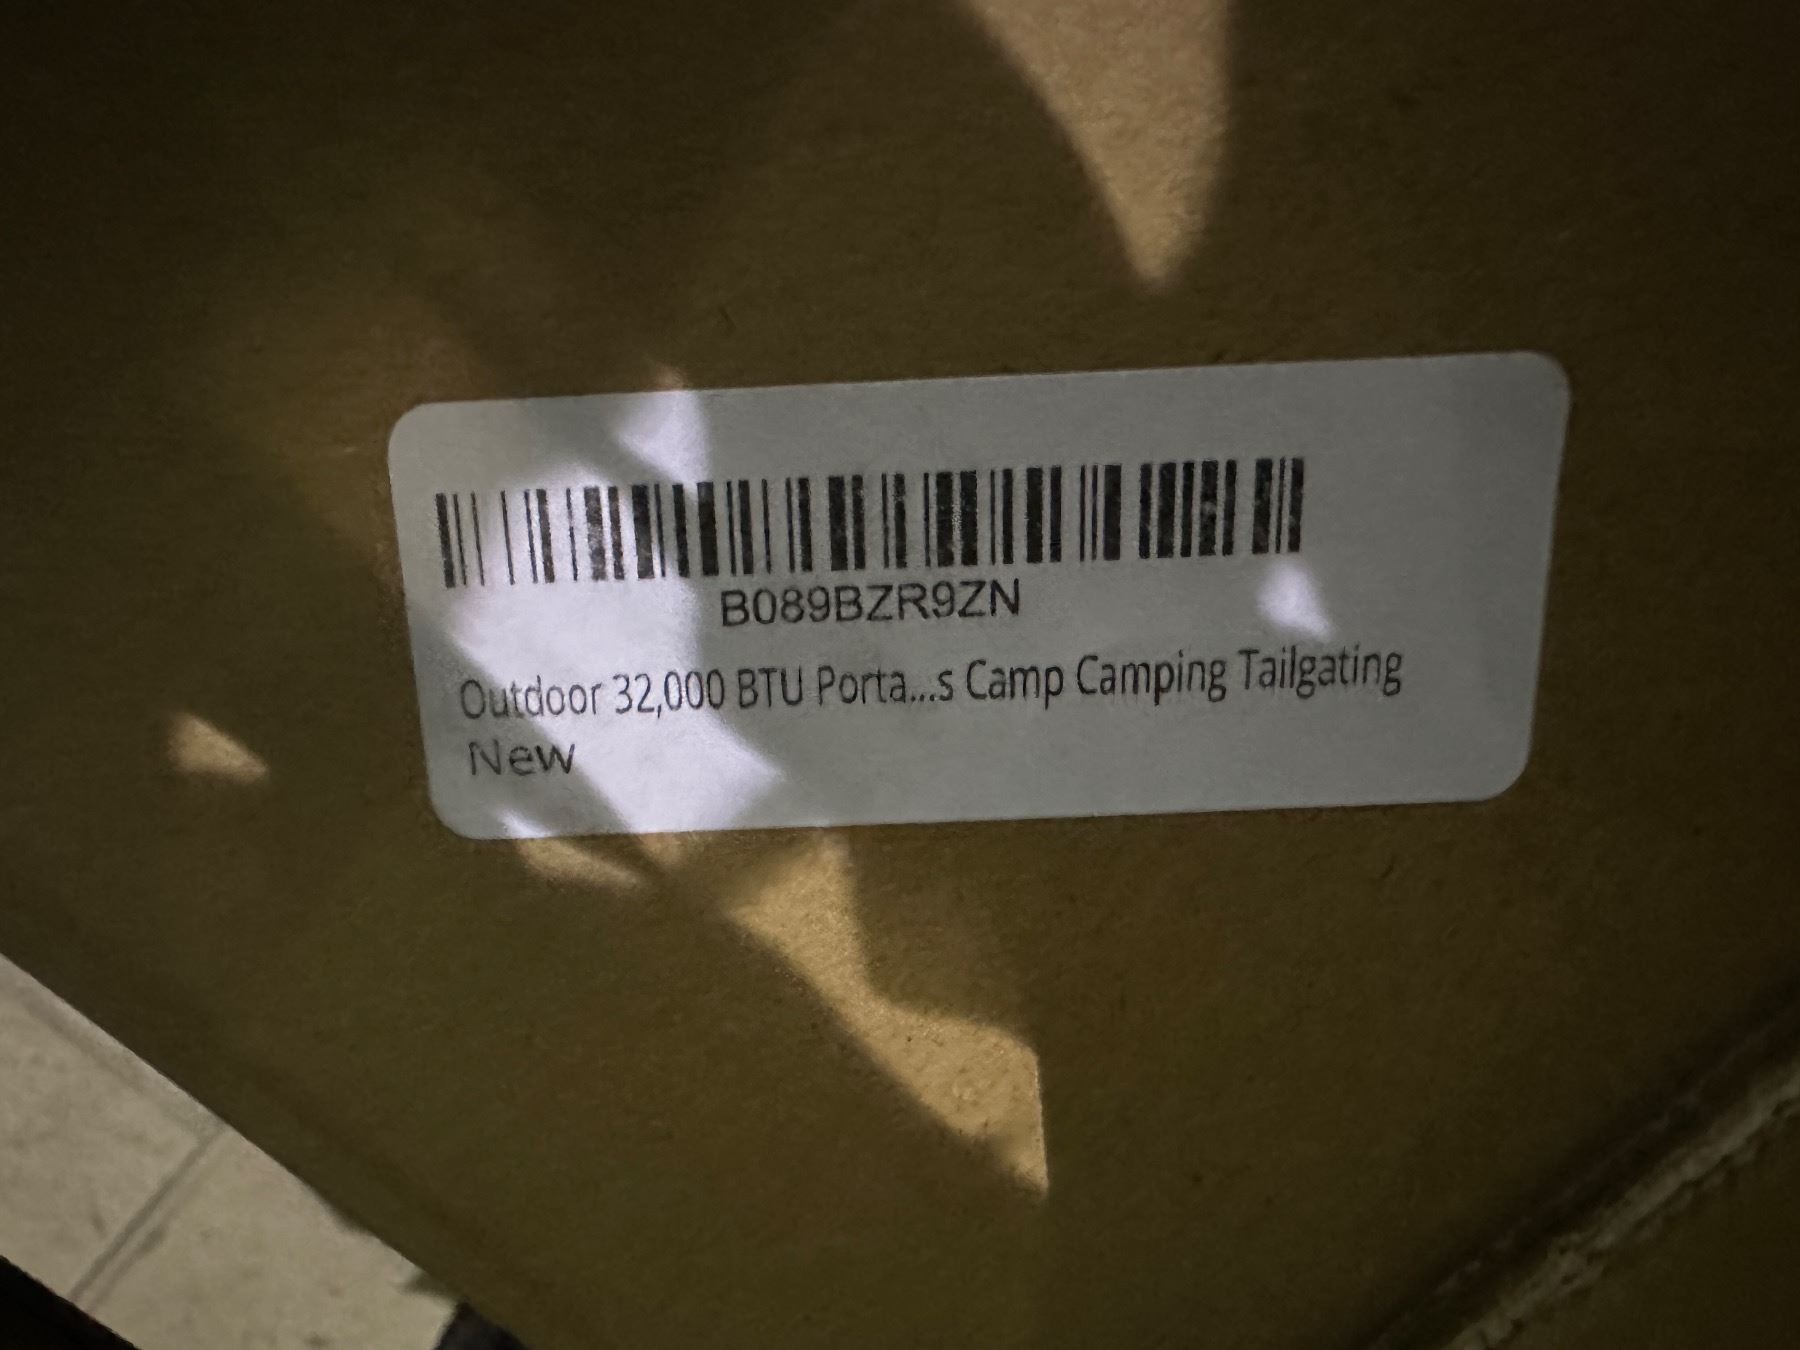 B089BZR9ZN
Outdoor 32,000 BTU Porta...s Camp Camping Tailgating
New